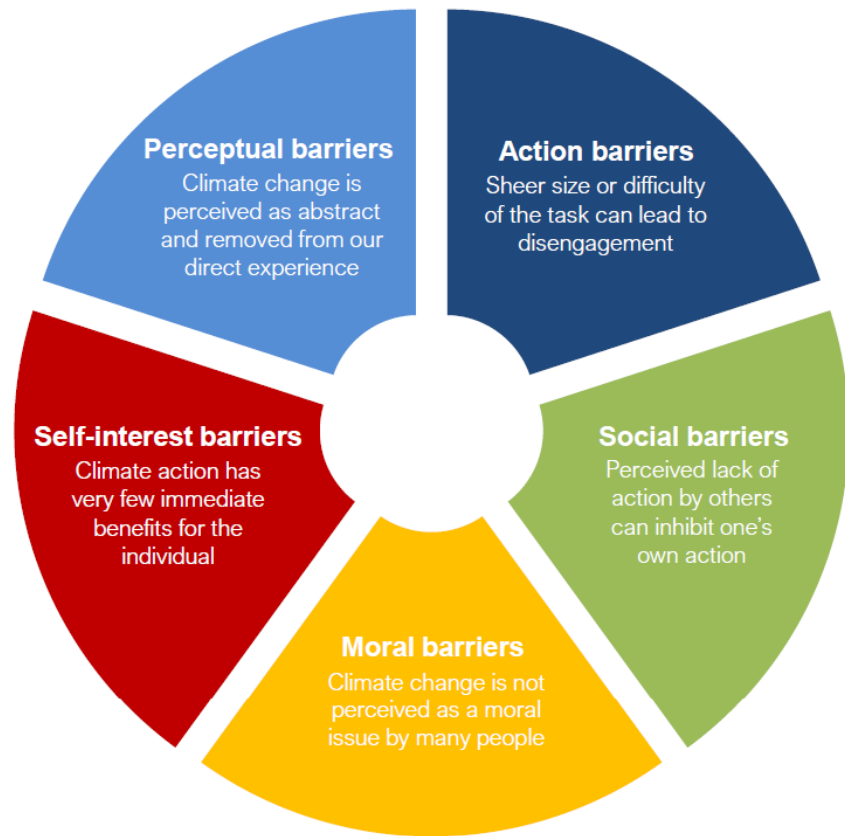 Perceptual barriers
Climate change is
perceived as abstract
and removed from our
direct experience
Action barriers
Sheer size or difficulty
of the task can lead to
disengagement
Social barriers
Perceived lack of
action by others
can inhibit one's
own action
Moral barriers
Climate change is not
perceived as a moral
issue by many people
Self-interest barriers
Climate action has
very few immediate
benefits for the
individual